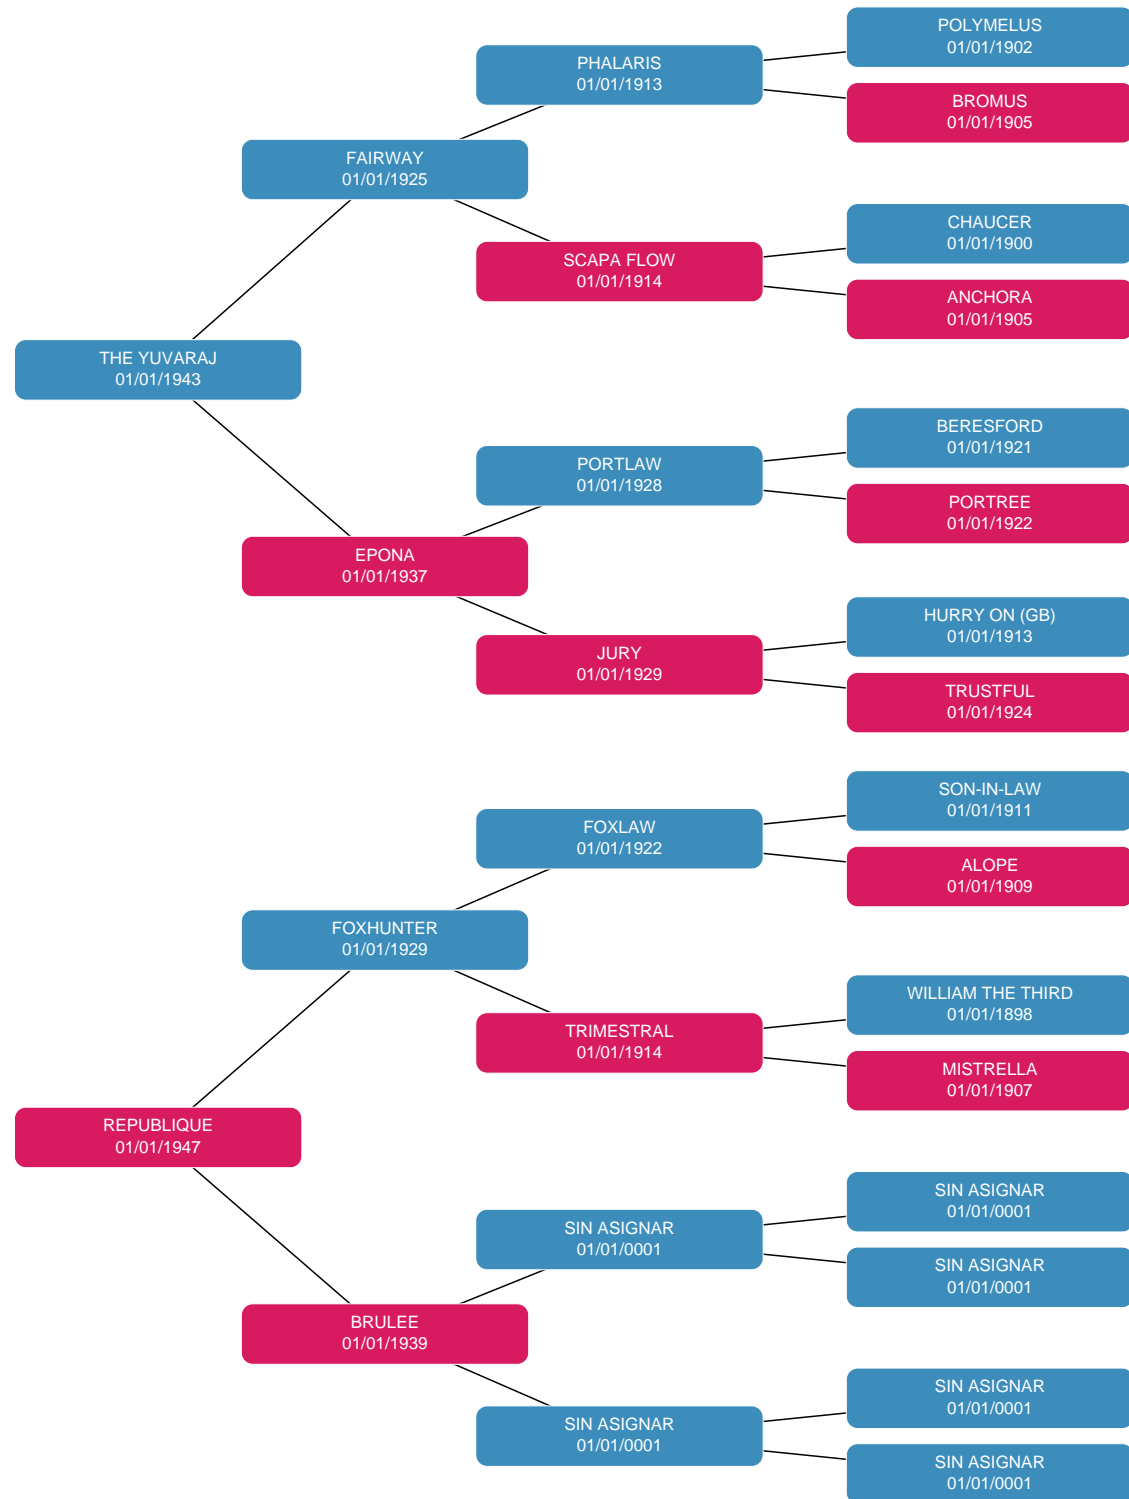 POLYMELUS
01/01/1902
PHALARIS
01/01/1913
BROMUS
01/01/1905
FAIRWAY
01/01/1925
CHAUCER
01/01/1900
SCAPA FLOW
01/01/1914
ANCHORA
01/01/1905
THE YUVARAJ
01/01/1943
BERESFORD
01/01/1921
PORTLAW
01/01/1928
PORTREE
01/01/1922
EPONA
01/01/1937
HURRY ON (GB)
01/01/1913
JURY
01/01/1929
TRUSTFUL
01/01/1924
SON-IN-LAW
01/01/1911
FOXLAW
01/01/1922
ALOPE
01/01/1909
FOXHUNTER
01/01/1929
WILLIAM THE THIRD
01/01/1898
TRIMESTRAL
01/01/1914
MISTRELLA
01/01/1907
REPUBLIQUE
01/01/1947
SIN ASIGNAR
01/01/0001
SIN ASIGNAR
01/01/0001
SIN ASIGNAR
01/01/0001
BRULEE
01/01/1939
SIN ASIGNAR
01/01/0001
SIN ASIGNAR
01/01/0001
SIN ASIGNAR
01/01/0001